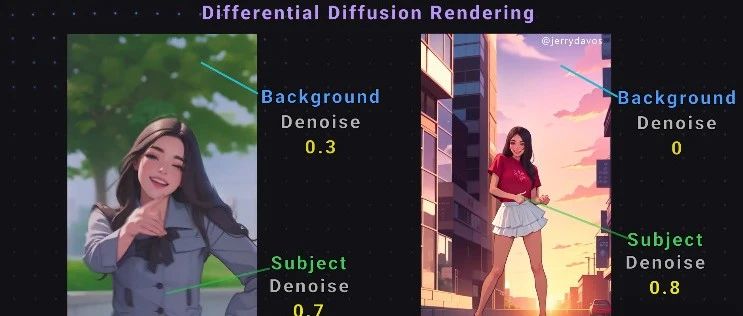 Differential Diffusion Rendering
@jerrydavos
Background
Denoise
0.3
Subject
Denoise
0.7
Background
Denoise
0
Subject
Denoise
0.8